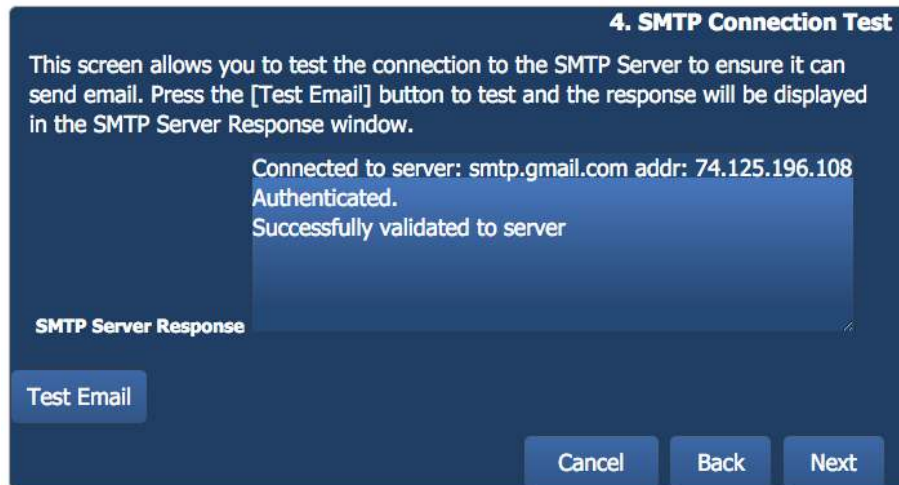 4. SMTP Connection Test
This screen allows you to test the connection to the SMTP Server to ensure it can
send email. Press the [Test Email] button to test and the response will be displayed
in the SMTP Server Response window.
Connected to server: smtp.gmail.com addr: 74.125.196.108
Authenticated.
Successfully validated to server
SMTP Server Response
Test Email
Cancel Back Next